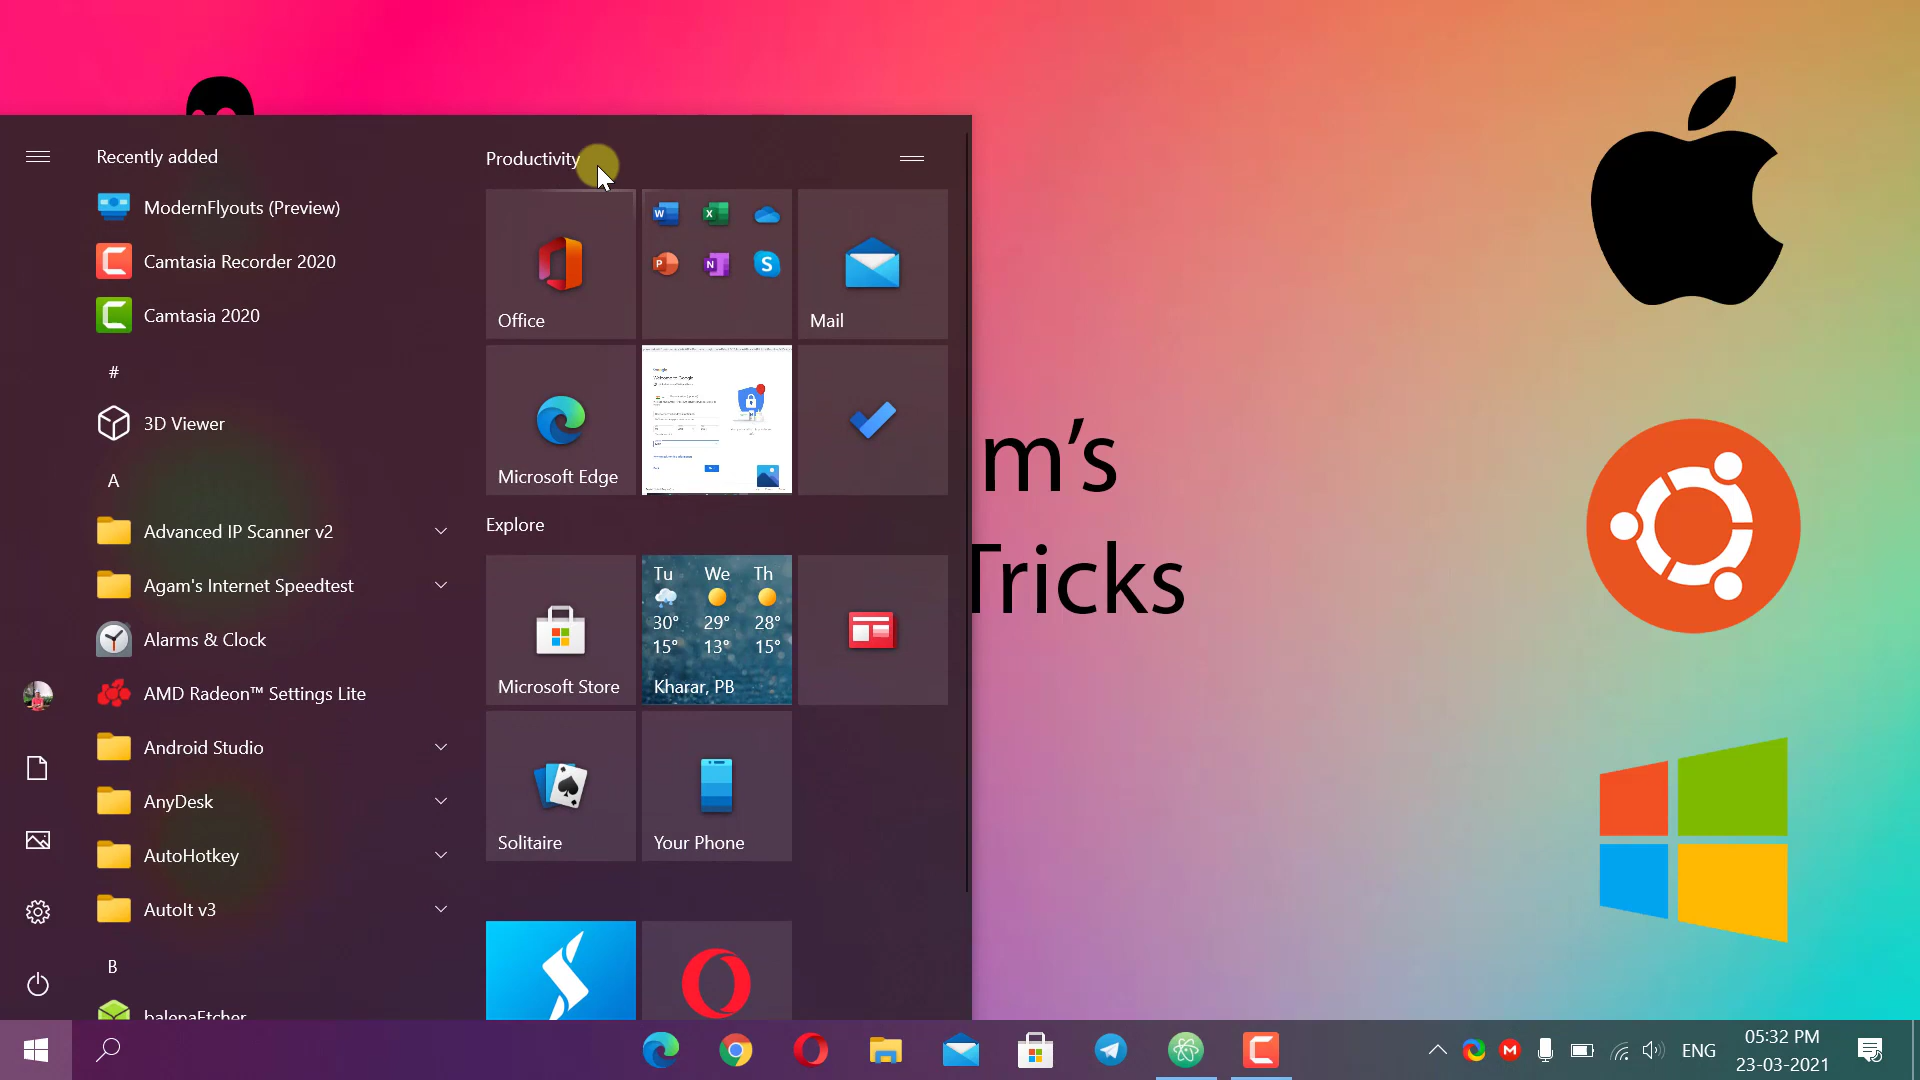 Recently added
ModernFlyouts (Preview)
Camtasia Recorder 2020
Camtasia 2020
#
3D Viewer
A
Advanced IP Scanner v2
Agam's Internet Speedtest
Alarms & Clock
AMD Radeon™ Settings Lite
Android Studio
AnyDesk
AutoHotkey
AutoIt v3
B
balenaEtcher
Productivity
Office
Mail
Microsoft Edge
Explore
Microsoft Store
Tu We Th
30° 29° 28°
15° 13° 15°
Kharar, PB
Solitaire
Your Phone
m’s
Tricks
ENG
05:32 PM
23-03-2021